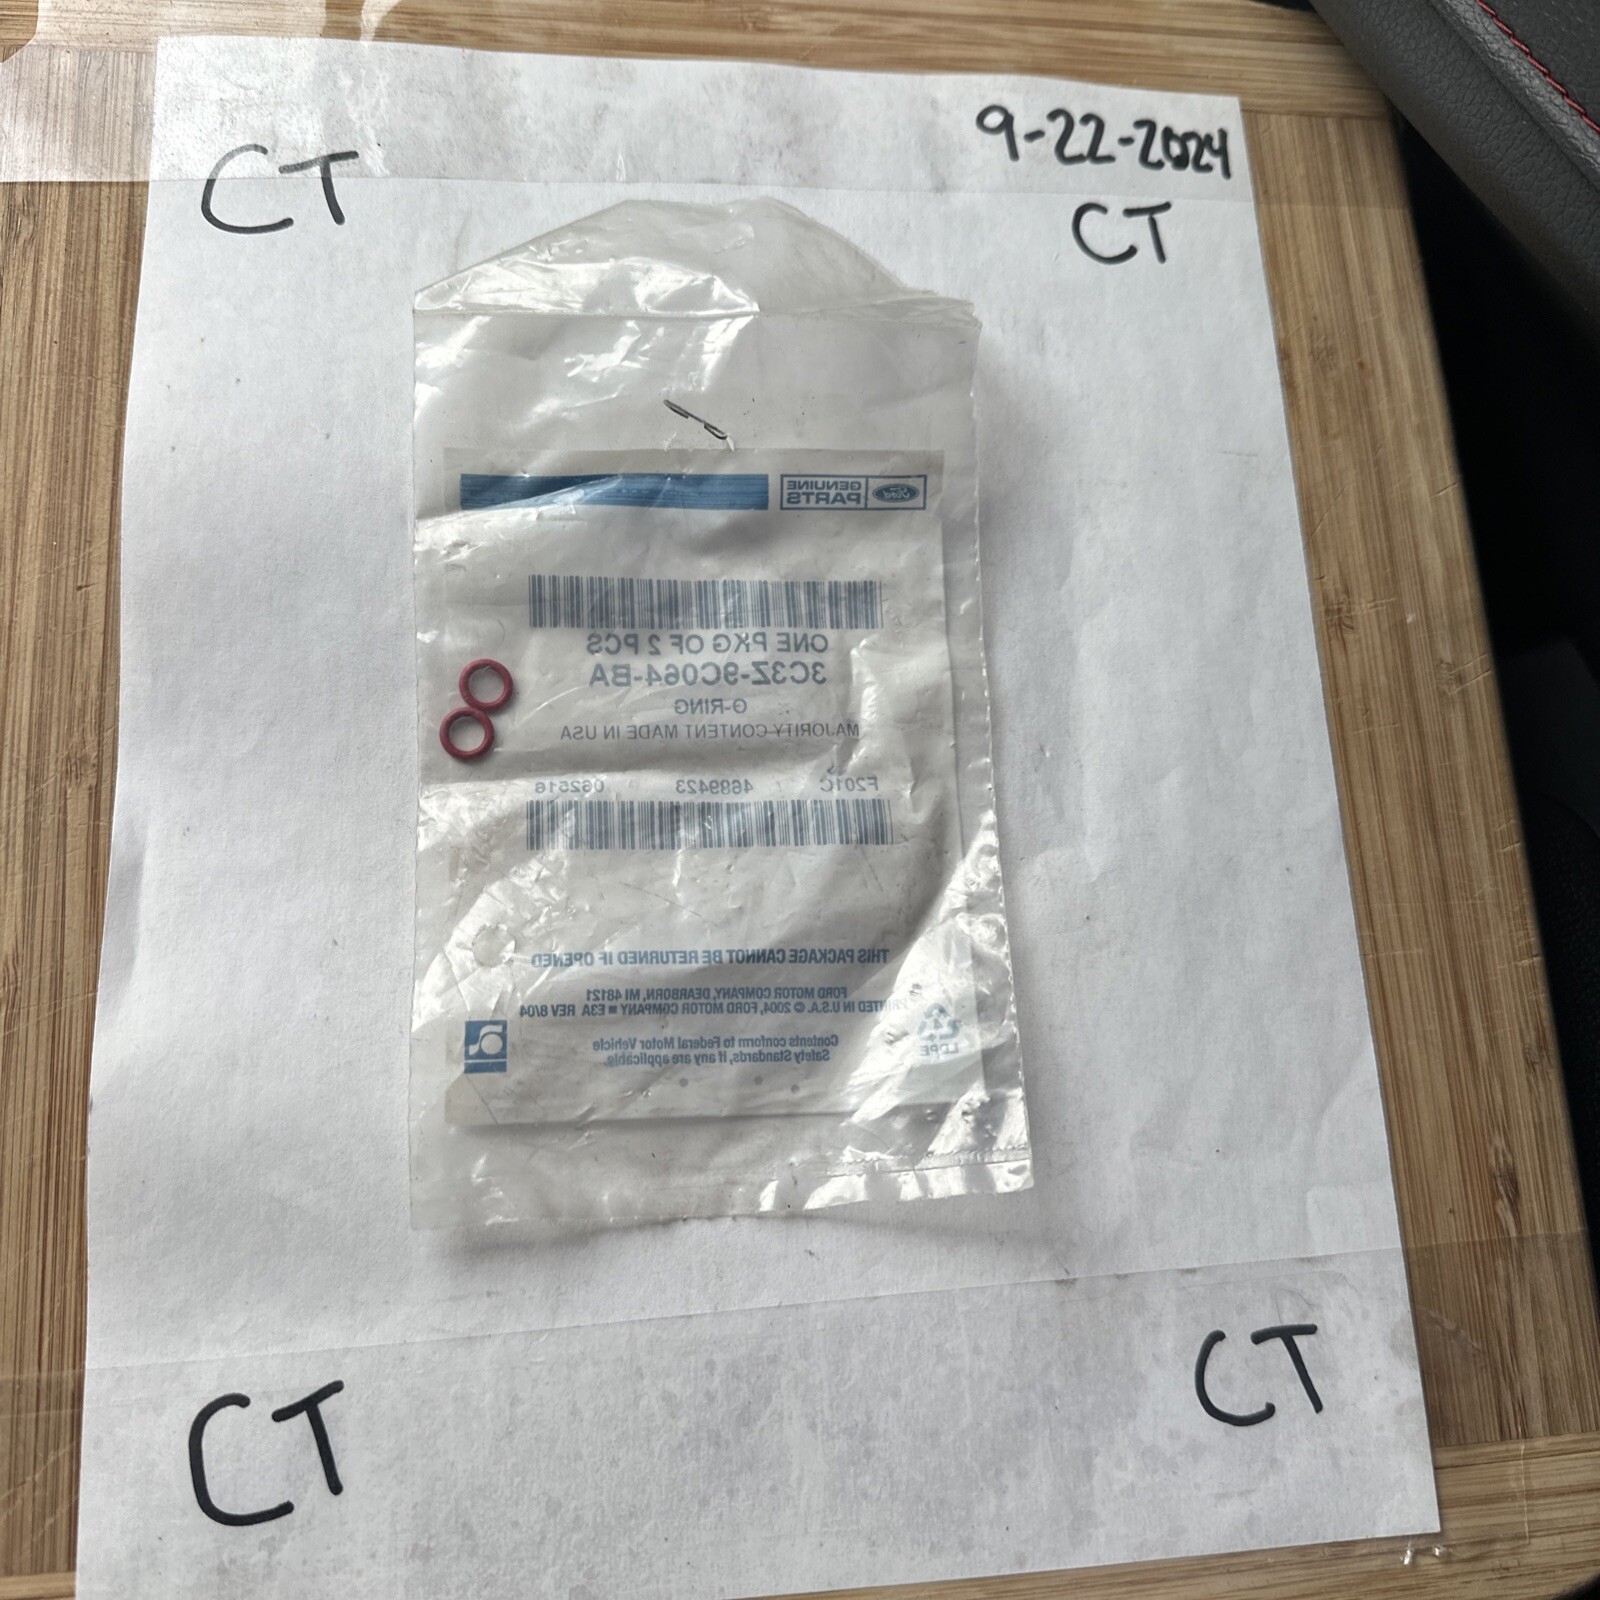 9-22-2024
CT
CT
GENUINE
PARTS
Ford
ONE PKG OF 2 PCS
3C3Z-9C064-BA
O-RING
MAJORITY CONTENT MADE IN USA
F201C 4689423 062516
THIS PACKAGE CANNOT BE RETURNED IF OPENED
FORD MOTOR COMPANY, DEARBORN, MI 48121
PRINTED IN U.S.A. © 2004, FORD MOTOR COMPANY ■ E3A REV 8/04
Contents conform to Federal Motor Vehicle
Safety Standards, if any are applicable.
LDPE
CT
CT